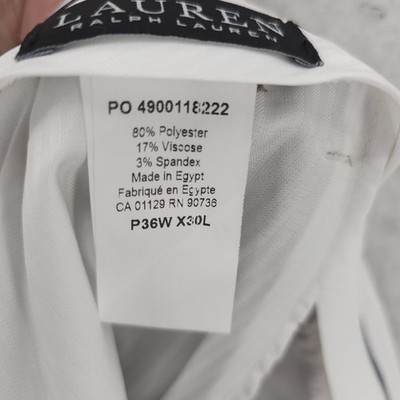 LAUREN
RALPH LAUREN
PO 4900118222
80% Polyester
17% Viscose
3% Spandex
Made in Egypt
Fabriqué en Egypte
CA 01129 RN 90736
P36W X30L